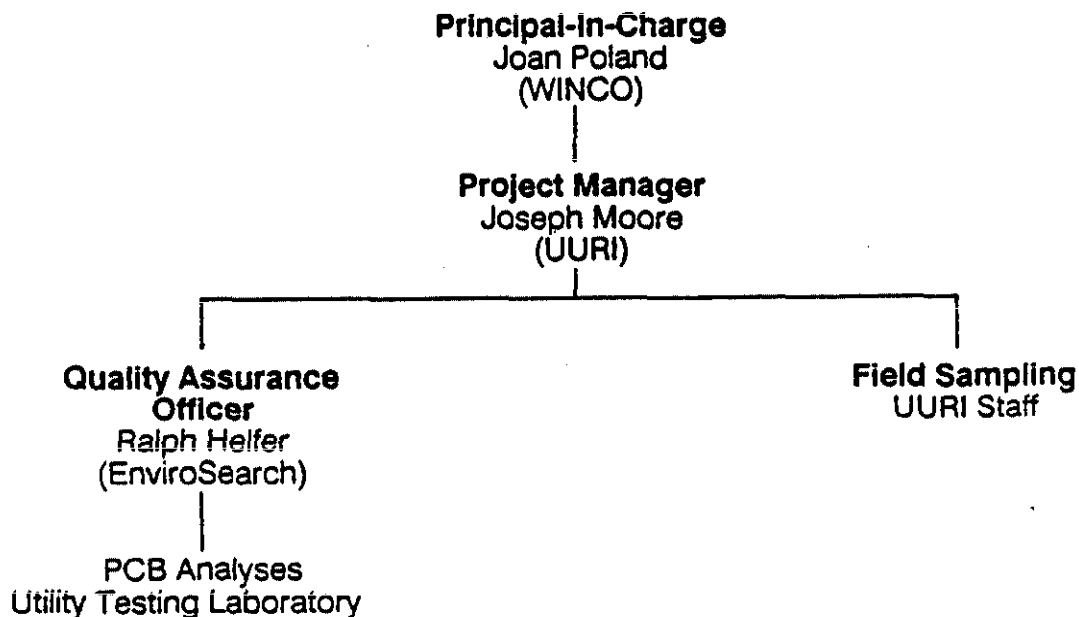 Principal-in-Charge
Joan Poland
(WINCO)
Project Manager
Joseph Moore
(UURI)
Quality Assurance
Officer
Ralph Helfer
(EnviroSearch)
Field Sampling
UURI Staff
PCB Analyses
Utility Testing Laboratory